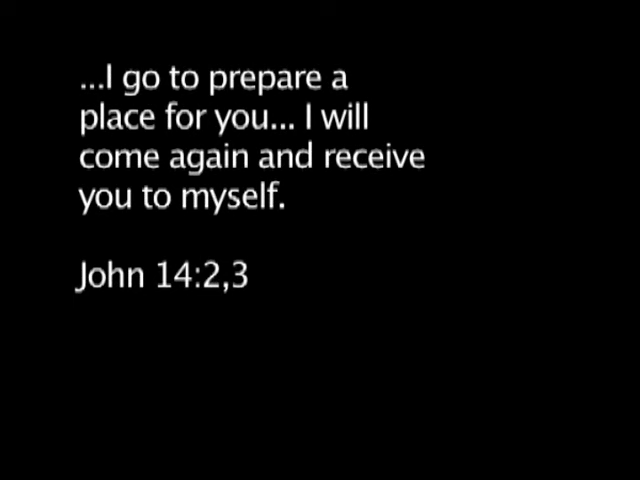 ...I go to prepare a
place for you... I will
come again and receive
you to myself.
John 14:2,3